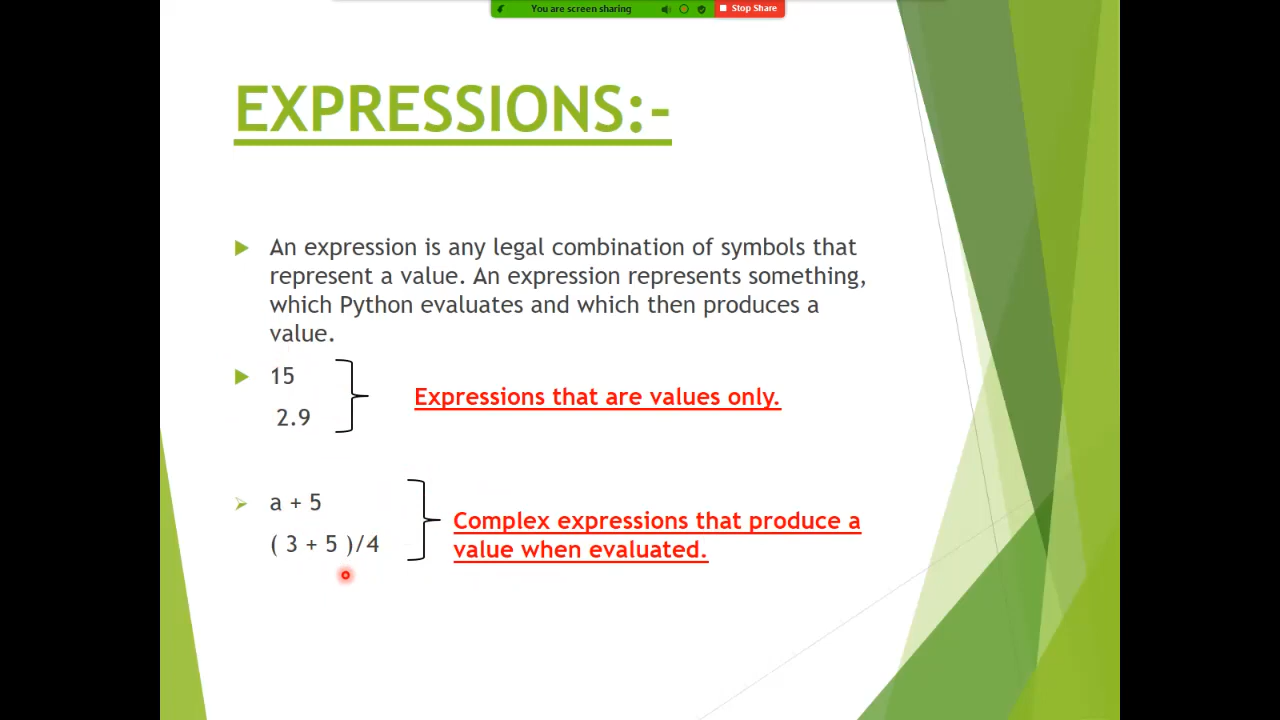 You are screen sharing
Stop Share
EXPRESSIONS:-
An expression is any legal combination of symbols that
represent a value. An expression represents something,
which Python evaluates and which then produces a
value.
15
2.9
Expressions that are values only.
a + 5
( 3 + 5 )/4
Complex expressions that produce a
value when evaluated.